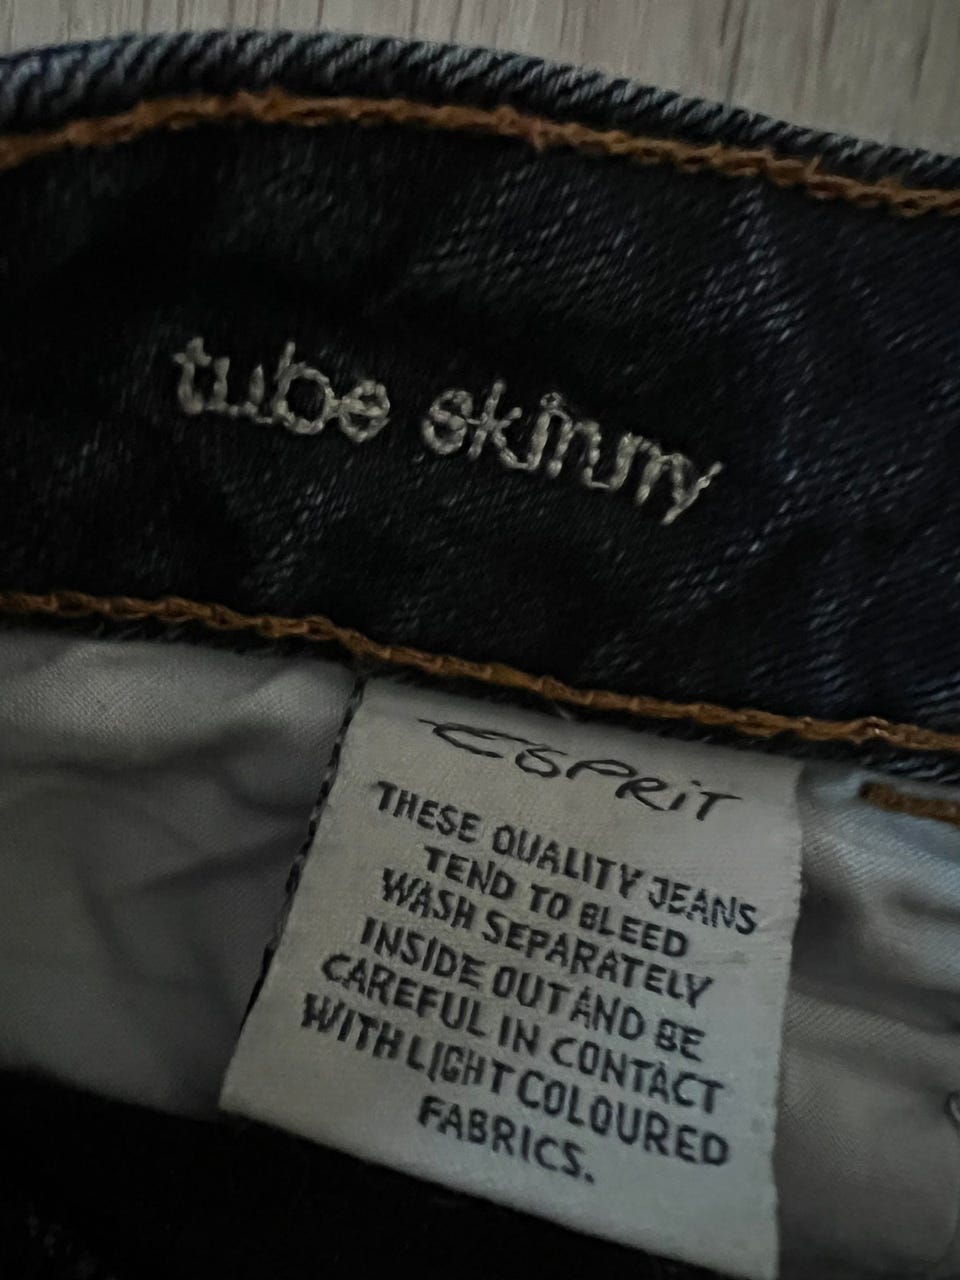 tube skinny
ESPRiT
THESE QUALITY JEANS
TEND TO BLEED
WASH SEPARATELY
INSIDE OUT AND BE
CAREFUL IN CONTACT
WITH LIGHT COLOURED
FABRICS.